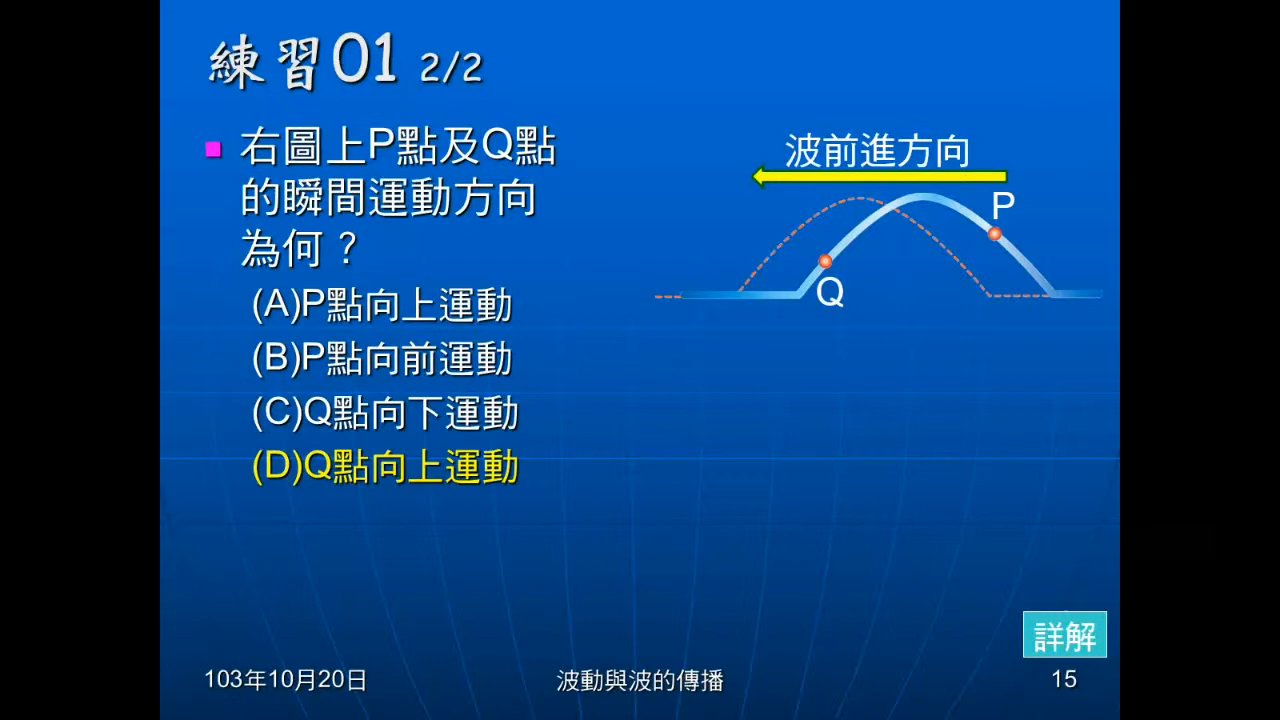 練習01 2/2
右圖上P點及Q點
的瞬間運動方向
為何？
(A)P點向上運動
(B)P點向前運動
(C)Q點向下運動
(D)Q點向上運動
波前進方向
P
Q
詳解
103年10月20日
波動與波的傳播
15